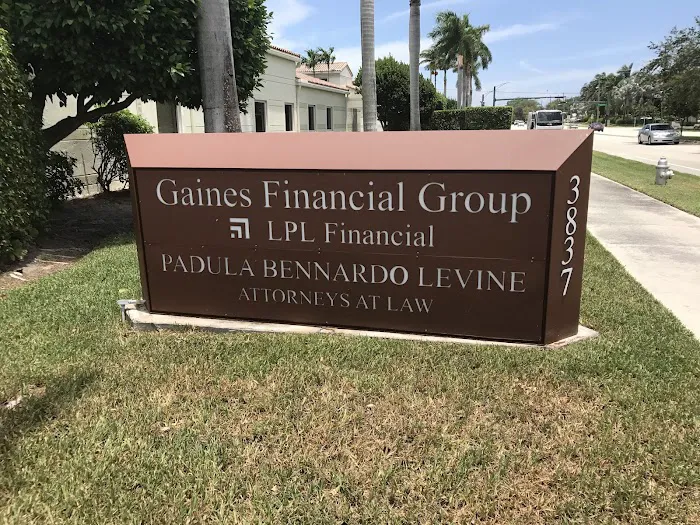 Gaines Financial Group
LPL Financial
PADULA BENNARDO LEVINE
ATTORNEYS AT LAW
3837